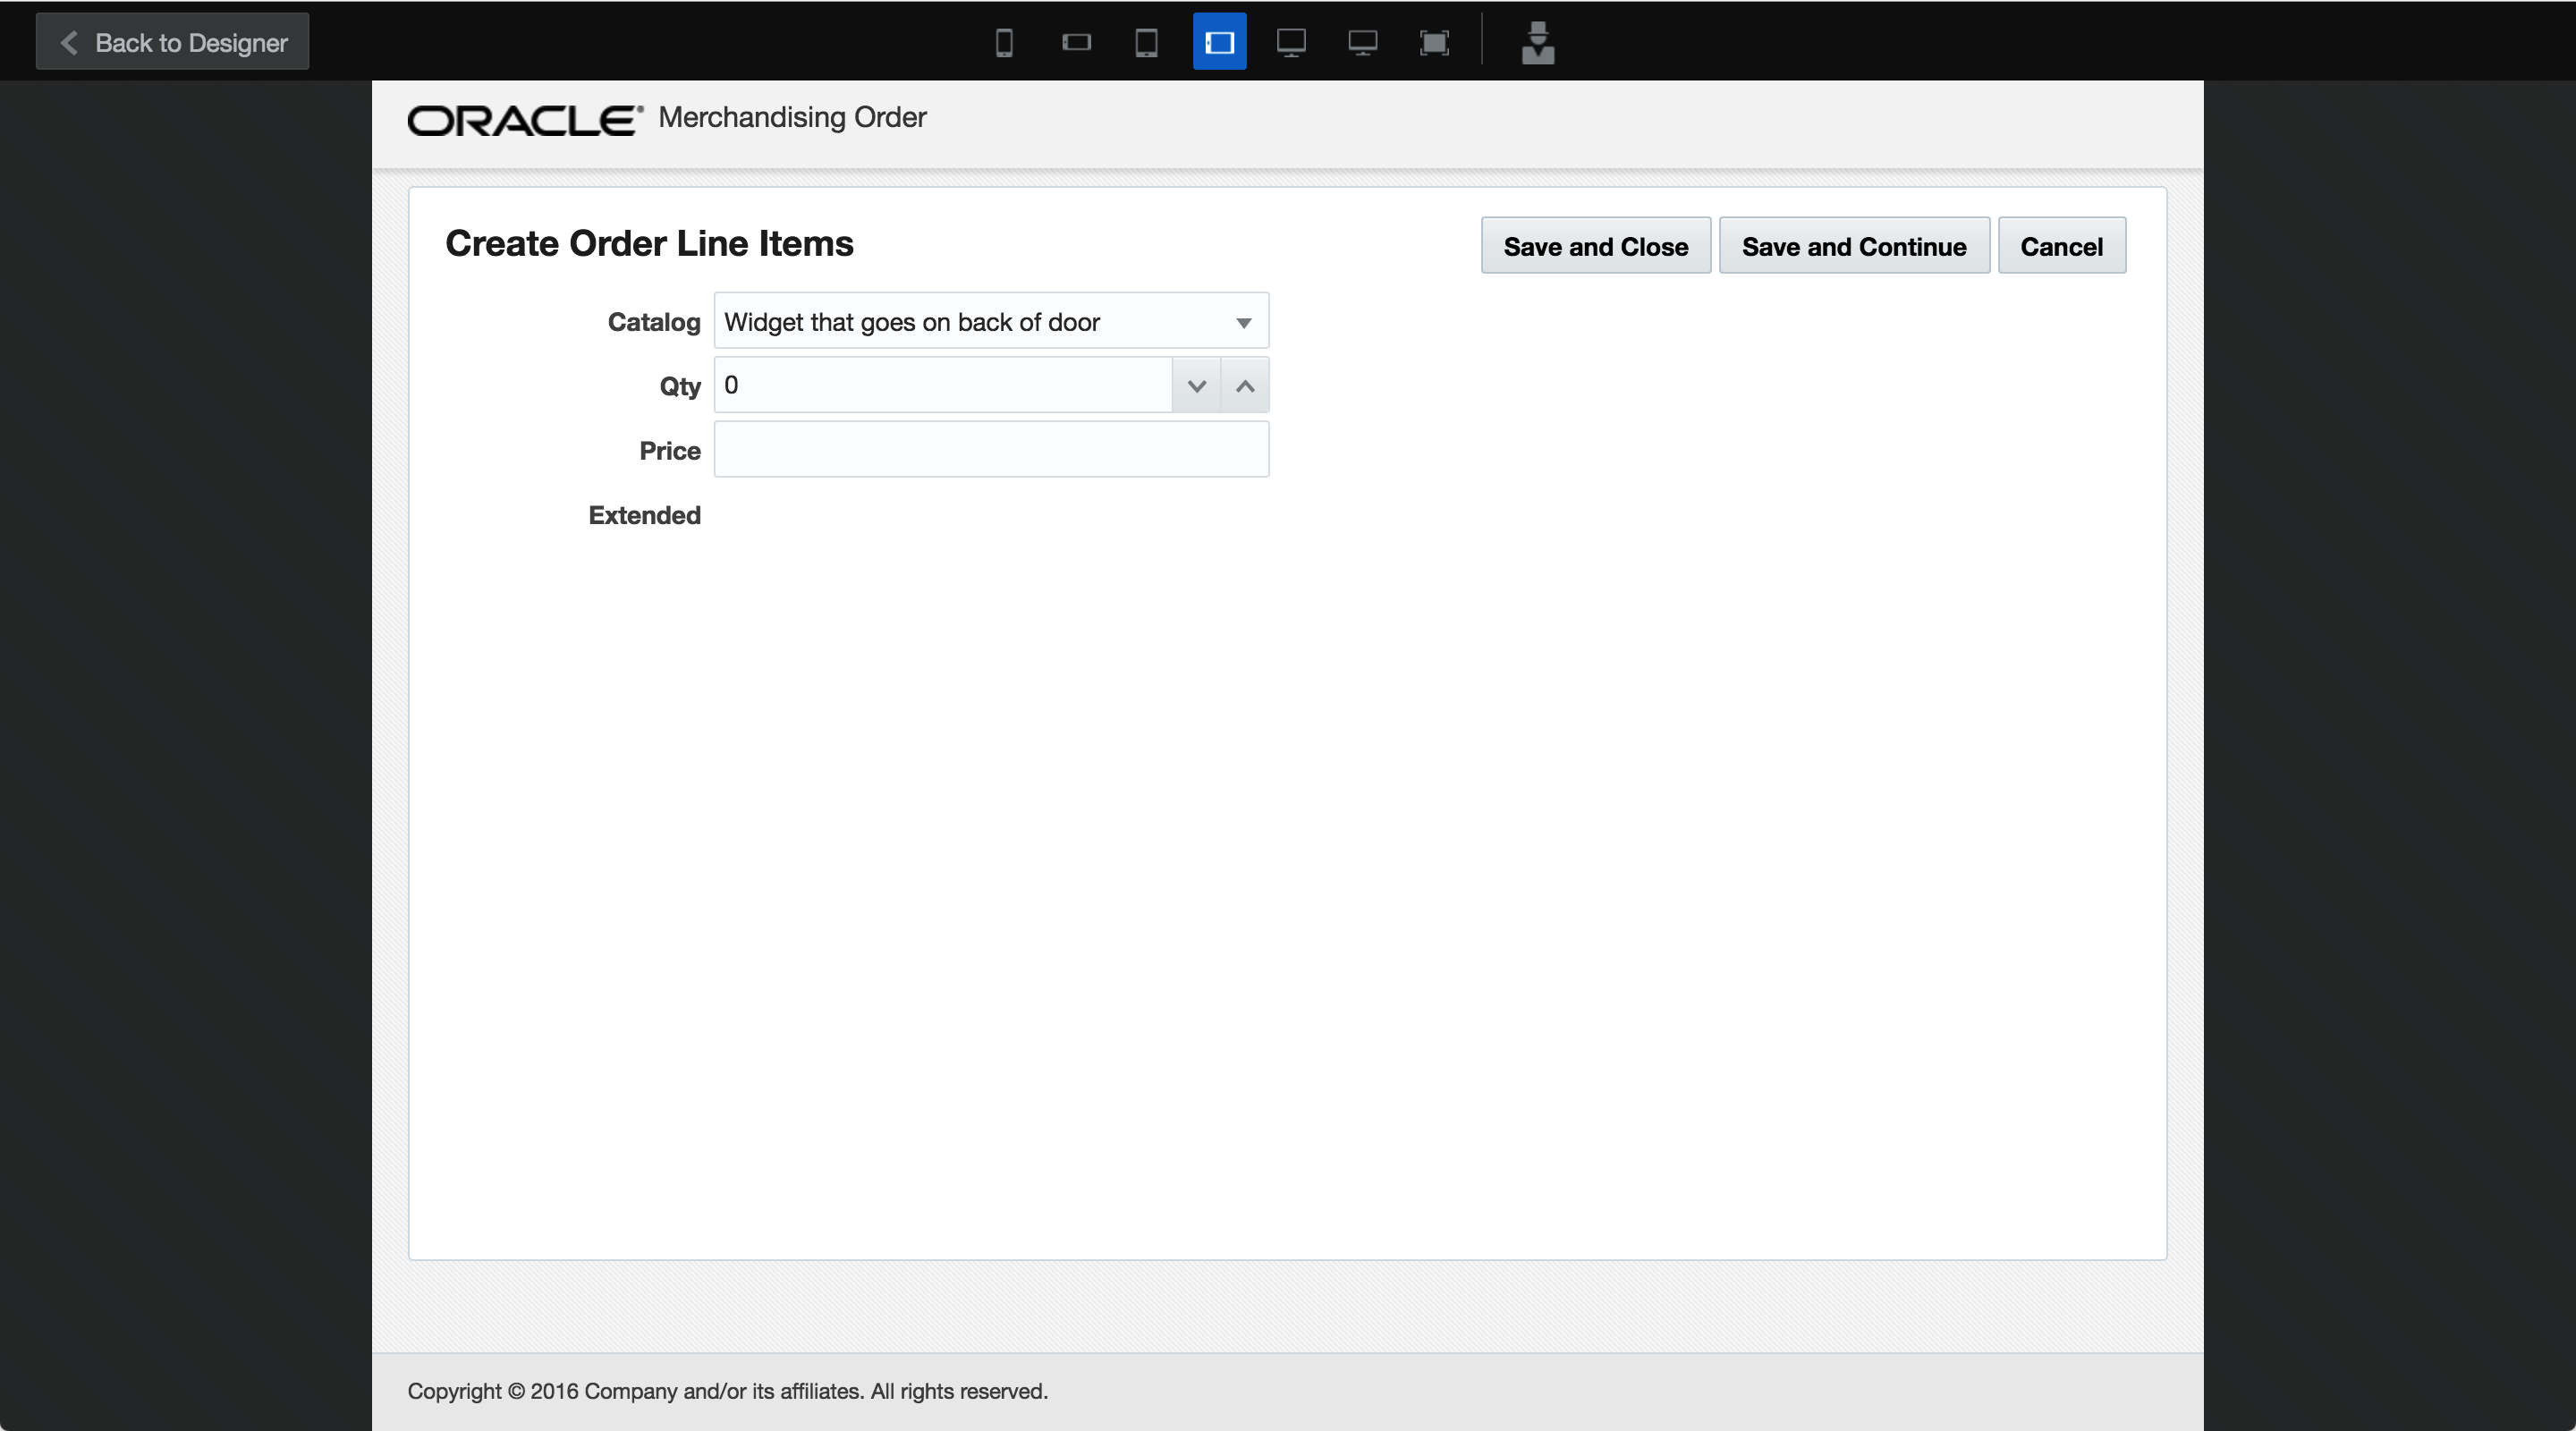 Back to Designer
ORACLE® Merchandising Order
Create Order Line Items
Save and Close
Save and Continue
Cancel
Catalog Widget that goes on back of door
Qty 0
Price
Extended
Copyright © 2016 Company and/or its affiliates. All rights reserved.